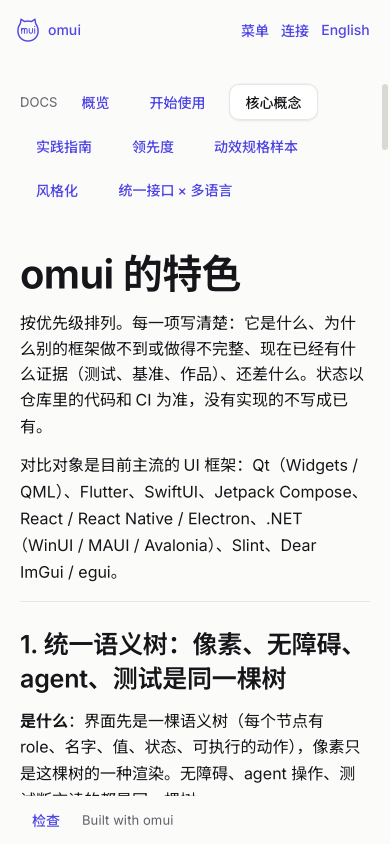 omui
菜单 连接 English
DOCS 概览 开始使用 核心概念
实践指南 领先度 动效规格样本
风格化 统一接口 × 多语言
omui 的特色
按优先级排列。每一项写清楚：它是什么、为什
么别的框架做不到或做得不完整、现在已经有什
么证据（测试、基准、作品）、还差什么。状态以
仓库里的代码和 CI 为准，没有实现的不写成已
有。
对比对象是目前主流的 UI 框架：Qt（Widgets /
QML）、Flutter、SwiftUI、Jetpack Compose、
React / React Native / Electron、.NET
（WinUI / MAUI / Avalonia）、Slint、Dear
ImGui / egui。
1. 统一语义树：像素、无障碍、
agent、测试是同一棵树
是什么：界面先是一棵语义树（每个节点有
role、名字、值、状态、可执行的动作），像素只
是这棵树的一种渲染。无障碍、agent 操作、测
检查 Built with omui